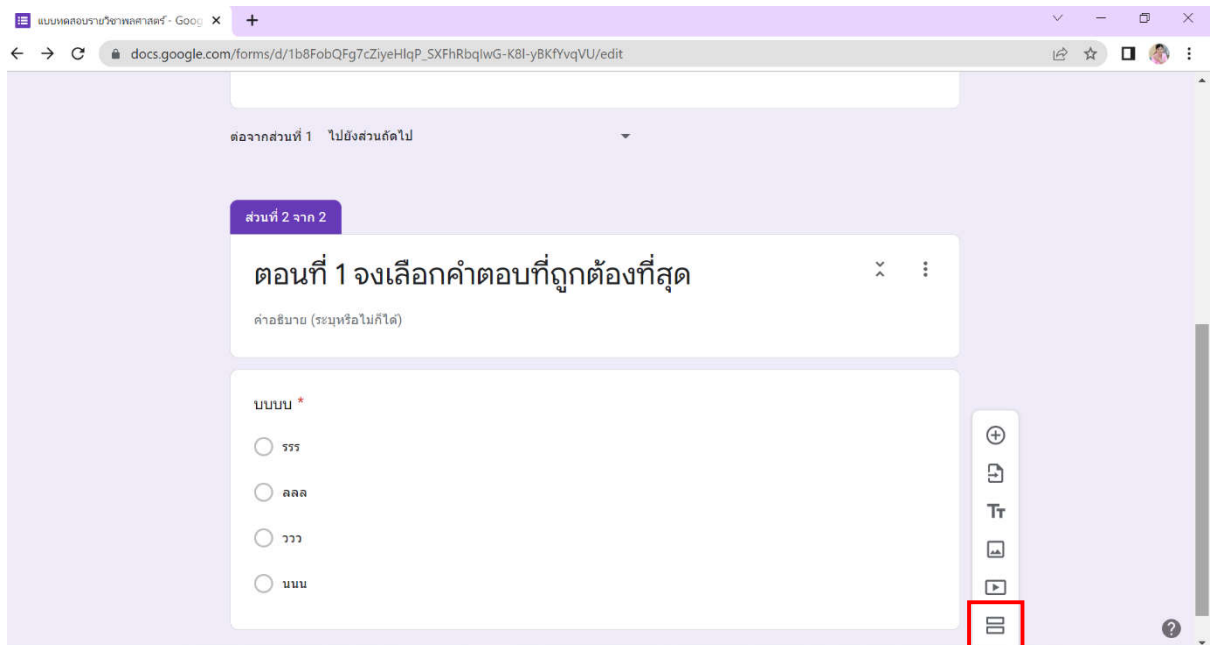 แบบทดสอบรายวิชาพลศาสตร์ - Goog
docs.google.com/forms/d/1b8FobQFg7cZiyeHlqP_SXFhRbqIwG-K8l-yBKfYvqVU/edit
ต่อจากส่วนที่ 1 ไปยังส่วนถัดไป
ส่วนที่ 2 จาก 2
ตอนที่ 1 จงเลือกคำตอบที่ถูกต้องที่สุด
คำอธิบาย (ระบุหรือไม่ก็ได้)
บบบบ *
รรร
ลลล
ววว
นนน